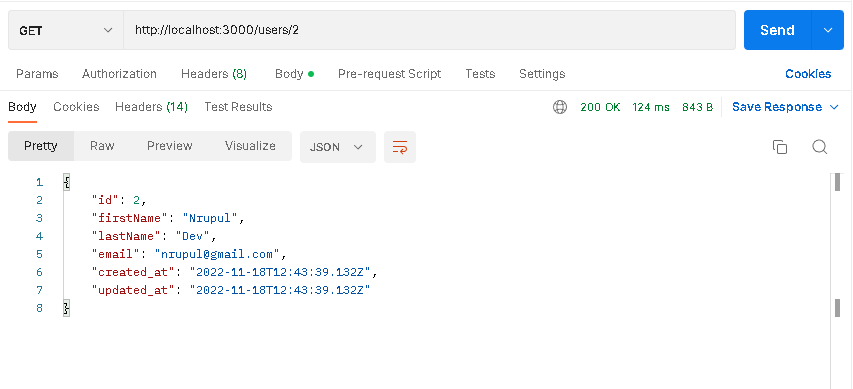 GET http://localhost:3000/users/2 Send
Params Authorization Headers (8) Body Pre-request Script Tests Settings Cookies
Body Cookies Headers (14) Test Results 200 OK 124 ms 843 B Save Response
Pretty Raw Preview Visualize JSON
1 {
2 "id": 2,
3 "firstName": "Nrupul",
4 "lastName": "Dev",
5 "email": "nrupul@gmail.com",
6 "created_at": "2022-11-18T12:43:39.132Z",
7 "updated_at": "2022-11-18T12:43:39.132Z"
8 }